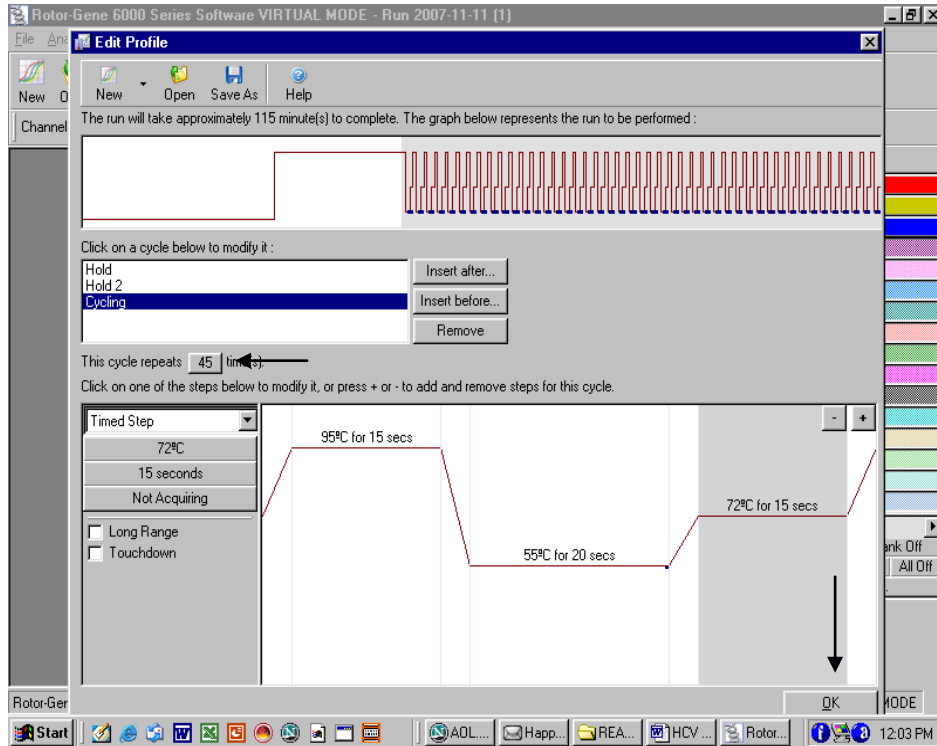 Rotor-Gene 6000 Series Software VIRTUAL MODE - Run 2007-11-11 (1)
File
Edit Profile
New
New Open Save As Help
Channel
The run will take approximately 115 minute(s) to complete. The graph below represents the run to be performed :
Click on a cycle below to modify it :
Hold
Hold 2
Cycling
Insert after...
Insert before...
Remove
This cycle repeats 45 time(s).
Click on one of the steps below to modify it, or press + or - to add and remove steps for this cycle.
Timed Step
- +
72ºC
15 seconds
Not Acquiring
Long Range
Touchdown
95ºC for 15 secs
55ºC for 20 secs
72ºC for 15 secs
Off
All Off
OK
Rotor-Ger
MODE
Start
AOL....
Happ...
REA...
HCV ...
Rotor...
12:03 PM